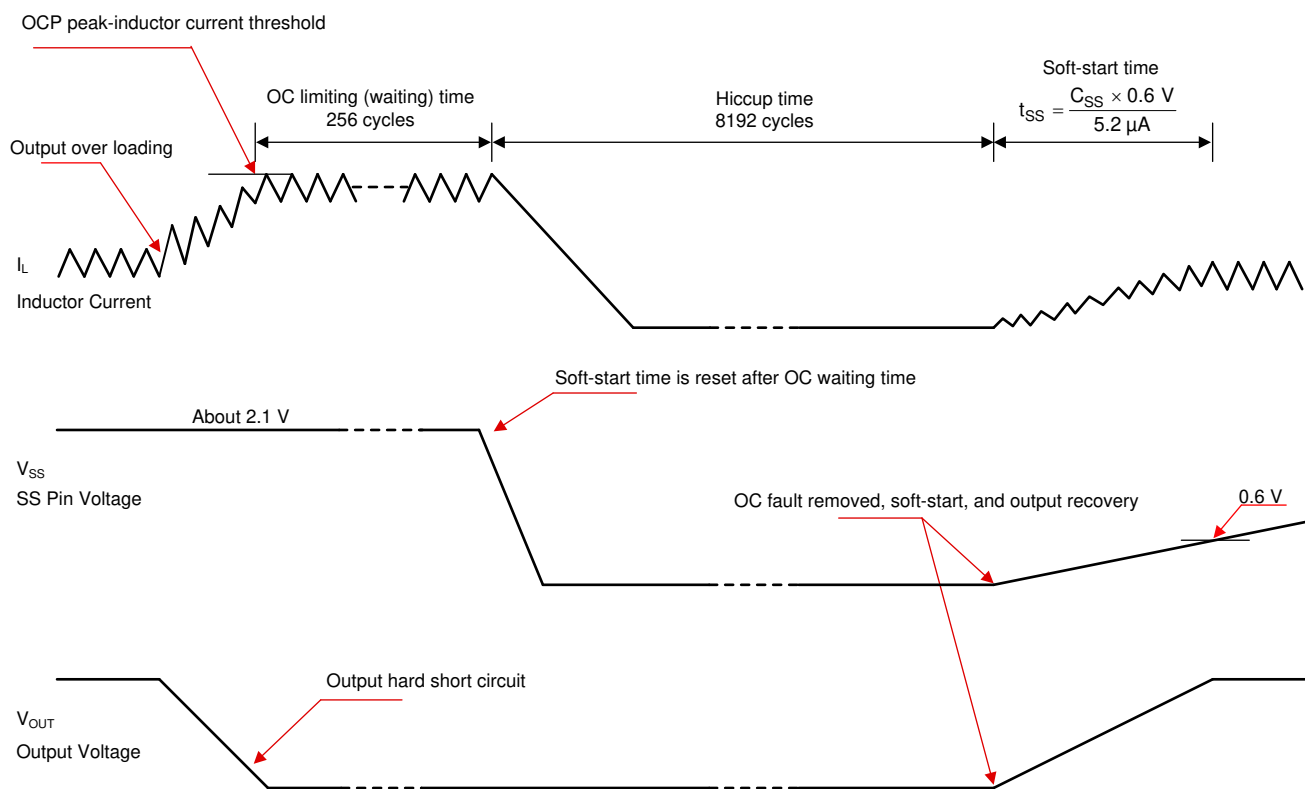 OCP peak-inductor current threshold
Soft-start time
t_SS = C_SS × 0.6 V / 5.2 µA
OC limiting (waiting) time
256 cycles
Hiccup time
8192 cycles
Output over loading
I_L
Inductor Current
Soft-start time is reset after OC waiting time
About 2.1 V
V_SS
SS Pin Voltage
OC fault removed, soft-start, and output recovery
0.6 V
Output hard short circuit
V_OUT
Output Voltage